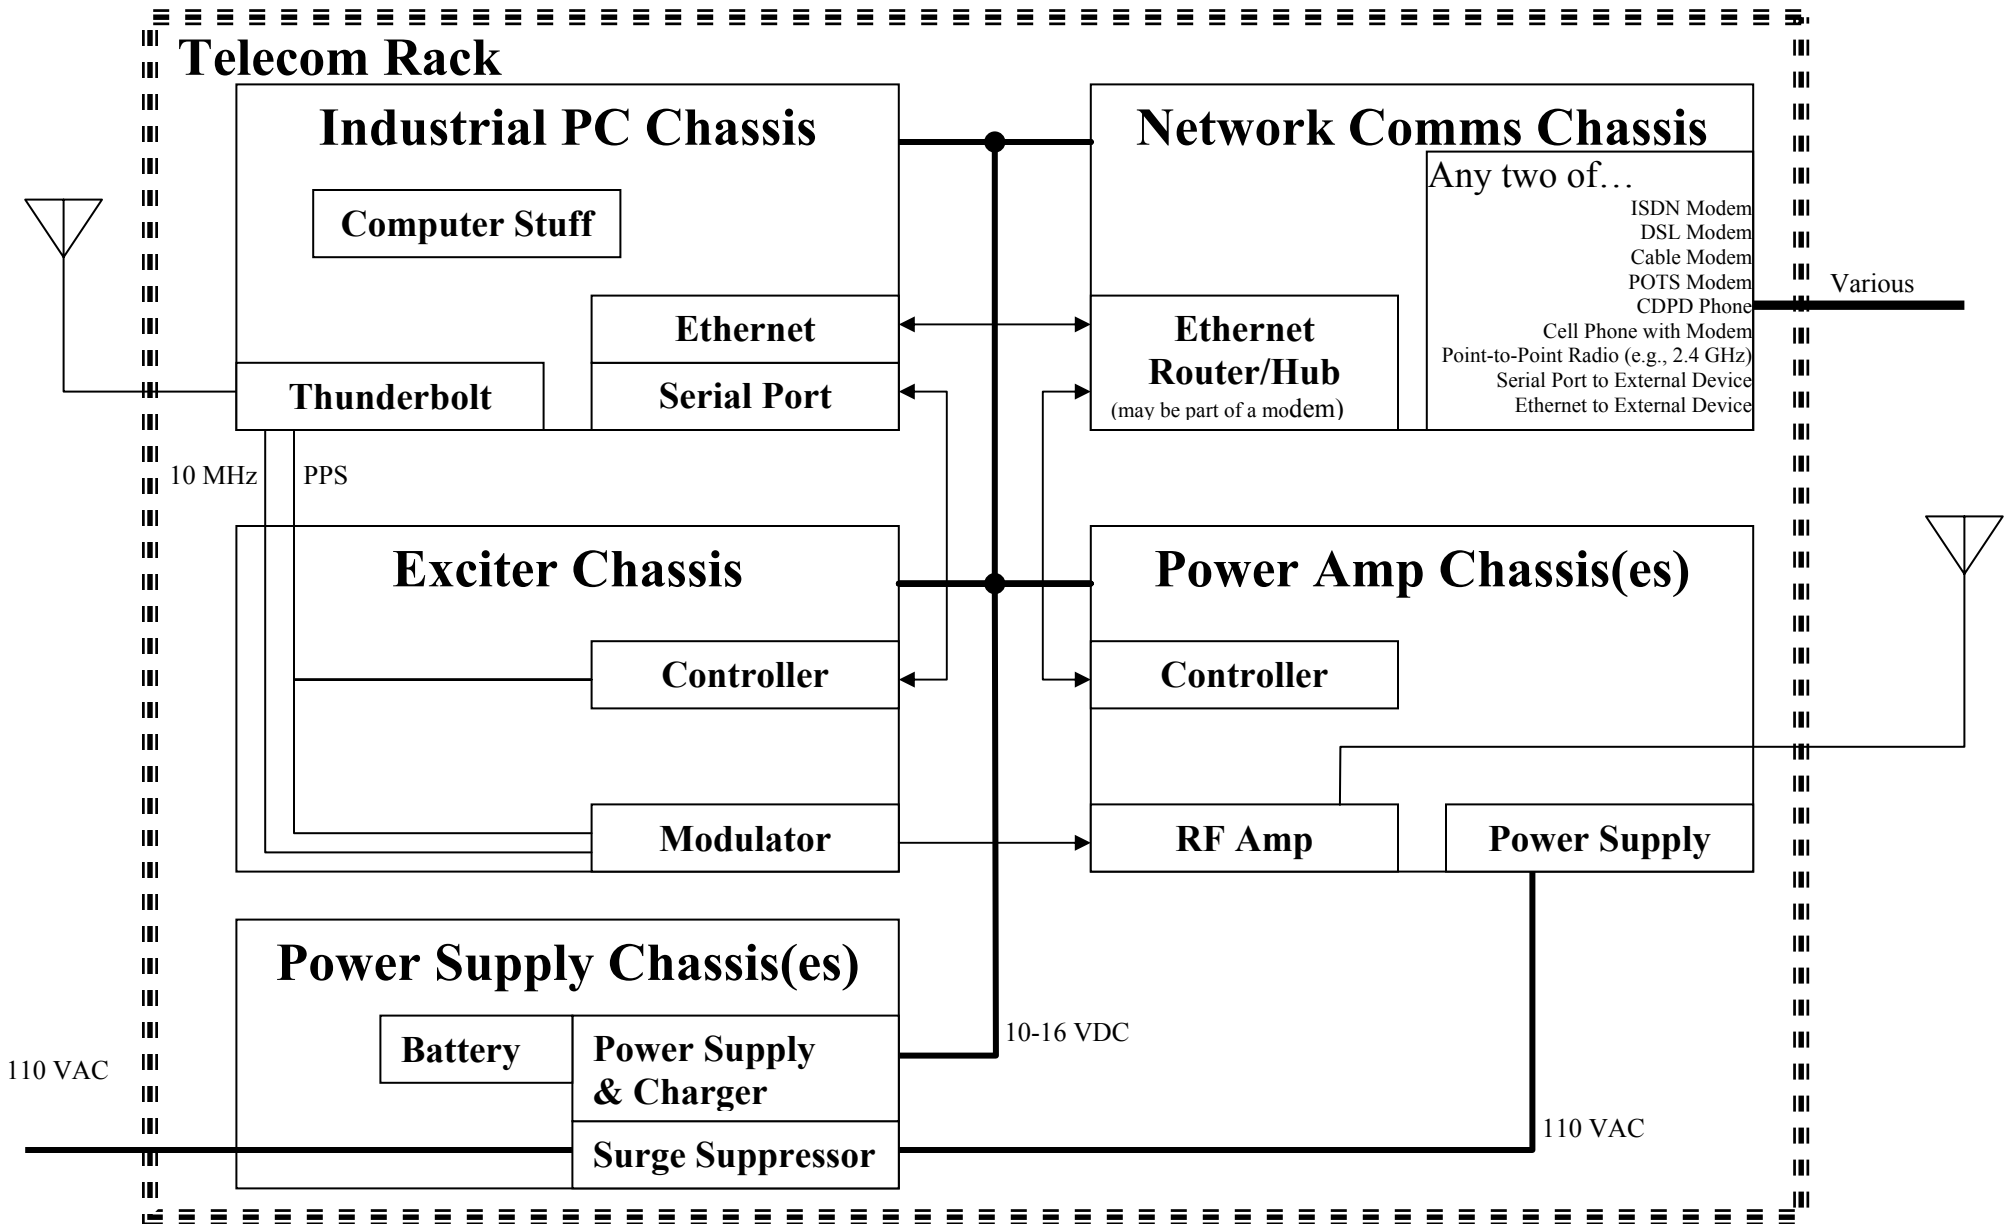 Telecom Rack
Industrial PC Chassis
Computer Stuff
Ethernet
Serial Port
Thunderbolt
Network Comms Chassis
Any two of…
ISDN Modem
DSL Modem
Cable Modem
POTS Modem
CDPD Phone
Cell Phone with Modem
Point-to-Point Radio (e.g., 2.4 GHz)
Serial Port to External Device
Ethernet to External Device
Ethernet
Router/Hub
(may be part of a modem)
Various
10 MHz
PPS
Exciter Chassis
Controller
Modulator
Power Amp Chassis(es)
Controller
RF Amp
Power Supply
Power Supply Chassis(es)
Battery
Power Supply
& Charger
Surge Suppressor
10-16 VDC
110 VAC
110 VAC